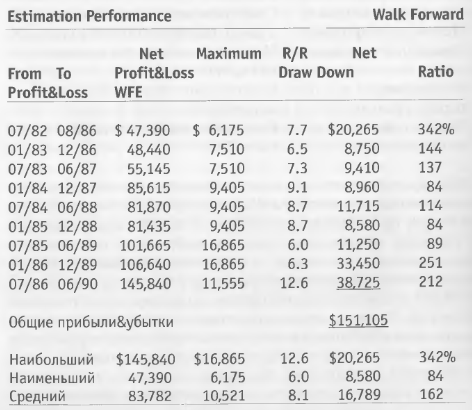 Estimation Performance Walk Forward
Net Maximum R/R Net
From To Profit&Loss Draw Down Ratio
Profit&Loss WFE
07/82 08/86 $ 47,390 $ 6,175 7.7 $20,265 342%
01/83 12/86 48,440 7,510 6.5 8,750 144
07/83 06/87 55,145 7,510 7.3 9,410 137
01/84 12/87 85,615 9,405 9.1 8,960 84
07/84 06/88 81,870 9,405 8.7 11,715 114
01/85 12/88 81,435 9,405 8.7 8,580 84
07/85 06/89 101,665 16,865 6.0 11,250 89
01/86 12/89 106,640 16,865 6.3 33,450 251
07/86 06/90 145,840 11,555 12.6 38,725 212
Общие прибыли&убытки $151,105
Наибольший $145,840 $16,865 12.6 $20,265 342%
Наименьший 47,390 6,175 6.0 8,580 84
Средний 83,782 10,521 8.1 16,789 162